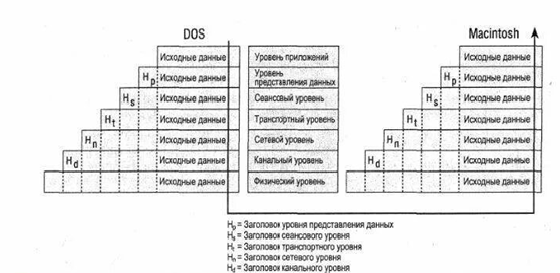 DOS
Macintosh
Исходные данные
Уровень приложений
Исходные данные
Hp
Исходные данные
Уровень
представления данных
Hp
Исходные данные
Hs
Исходные данные
Сеансовый уровень
Hs
Исходные данные
Ht
Исходные данные
Транспортный уровень
Ht
Исходные данные
Hn
Исходные данные
Сетевой уровень
Hn
Исходные данные
Hd
Исходные данные
Канальный уровень
Hd
Исходные данные
Исходные данные
Физический уровень
Исходные данные
Hp = Заголовок уровня представления данных
Hs = Заголовок сеансового уровня
Ht = Заголовок транспортного уровня
Hn = Заголовок сетевого уровня
Hd = Заголовок канального уровня